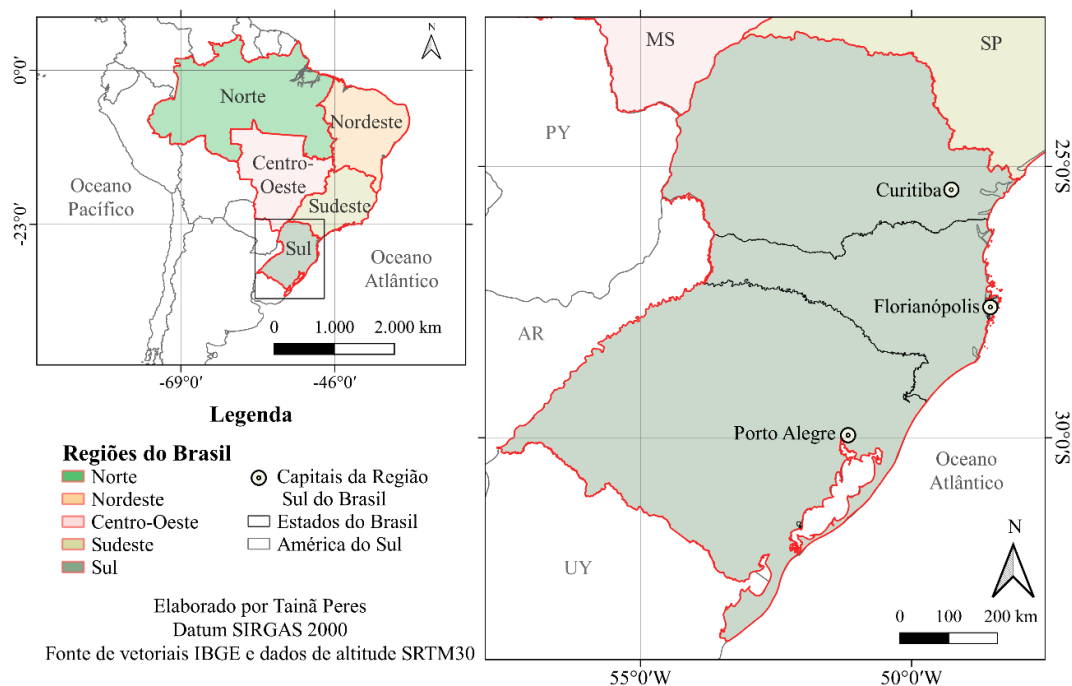 N
0°0'
Norte
Nordeste
Centro-
Oeste
Oceano
Pacífico
Sudeste
-23°0'
Sul
Oceano
Atlântico
0 1.000 2.000 km
-69°0' -46°0'
Legenda
Regiões do Brasil
Norte
Nordeste
Centro-Oeste
Sudeste
Sul
Capitais da Região
Sul do Brasil
Estados do Brasil
América do Sul
Elaborado por Tainã Peres
Datum SIRGAS 2000
Fonte de vetoriais IBGE e dados de altitude SRTM30
MS
SP
PY
25°0'S
Curitiba
Florianópolis
AR
Porto Alegre
30°0'S
Oceano
Atlântico
N
UY
0 100 200 km
55°0'W 50°0'W